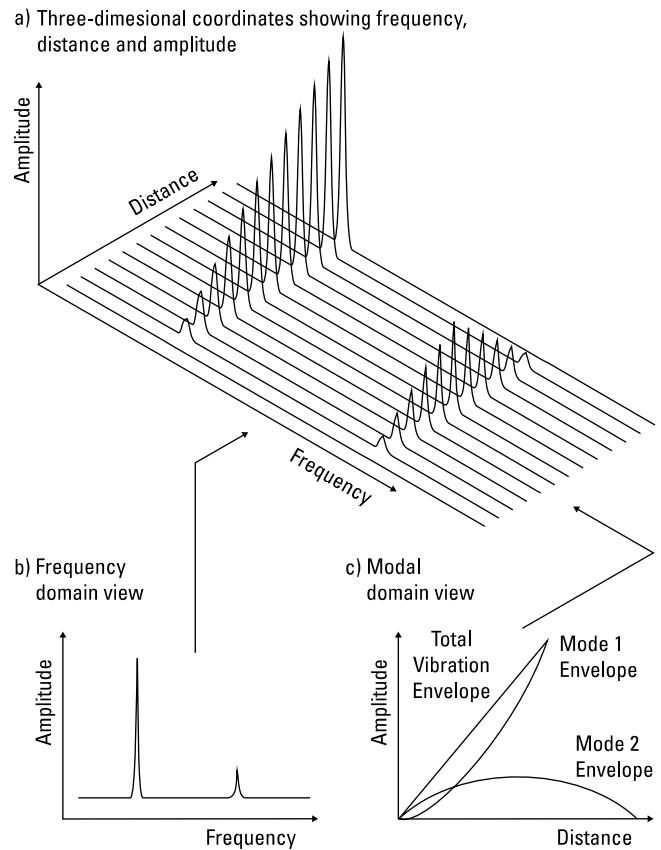 a) Three-dimesional coordinates showing frequency,
distance and amplitude
Amplitude
Distance
Frequency
b) Frequency
domain view
Amplitude
Frequency
c) Modal
domain view
Amplitude
Total
Vibration
Envelope
Mode 1
Envelope
Mode 2
Envelope
Distance